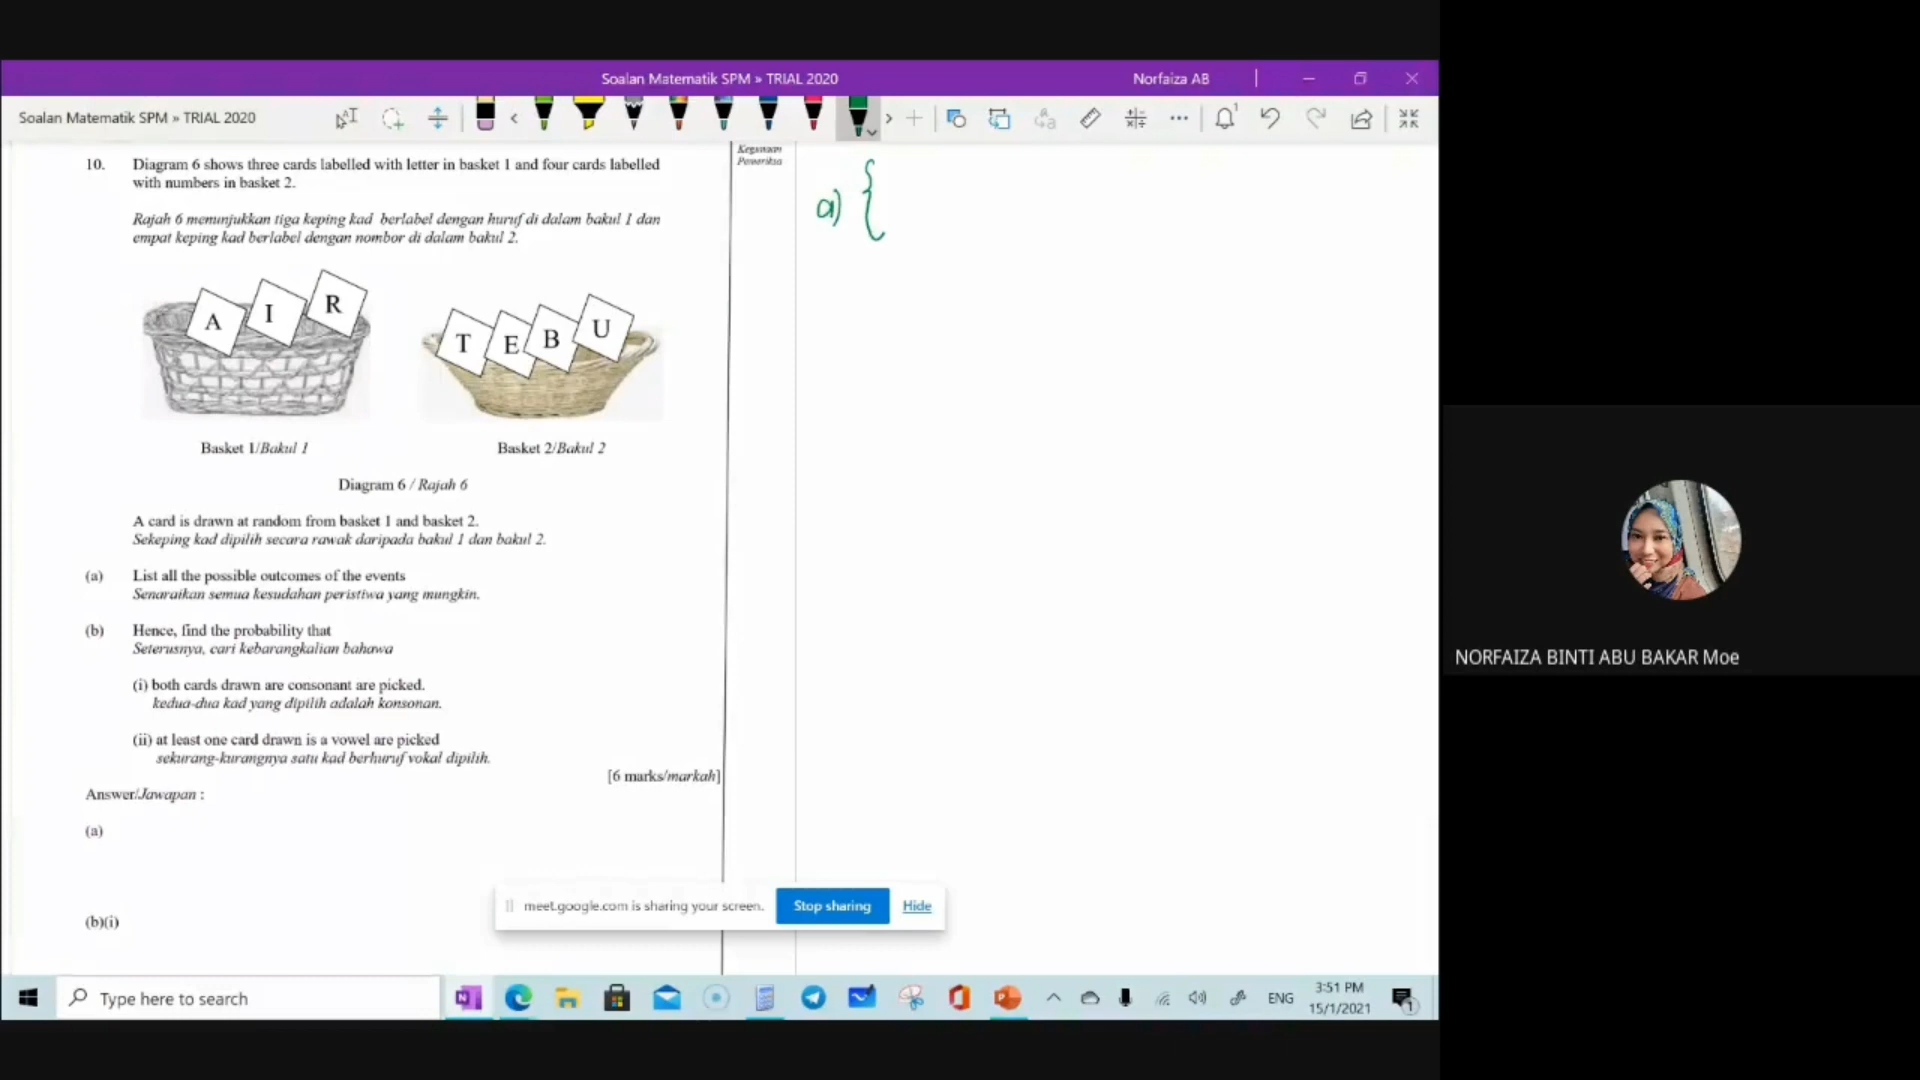 Soalan Matematik SPM » TRIAL 2020
Norfaiza AB
Soalan Matematik SPM » TRIAL 2020
Kegunaan
Pemeriksa
10. Diagram 6 shows three cards labelled with letter in basket 1 and four cards labelled
with numbers in basket 2.
Rajah 6 menunjukkan tiga keping kad berlabel dengan huruf di dalam bakul 1 dan
empat keping kad berlabel dengan nombor di dalam bakul 2.
a) {
A I R
T E B U
Basket 1/Bakul 1
Basket 2/Bakul 2
Diagram 6 / Rajah 6
A card is drawn at random from basket 1 and basket 2.
Sekeping kad dipilih secara rawak daripada bakul 1 dan bakul 2.
(a) List all the possible outcomes of the events
Senaraikan semua kesudahan peristiwa yang mungkin.
(b) Hence, find the probability that
Seterusnya, cari kebarangkalian bahawa
(i) both cards drawn are consonant are picked.
kedua-dua kad yang dipilih adalah konsonan.
(ii) at least one card drawn is a vowel are picked
sekurang-kurangnya satu kad berhuruf vokal dipilih.
[6 marks/markah]
Answer/Jawapan :
(a)
(b)(i)
meet.google.com is sharing your screen.
Stop sharing
Hide
Type here to search
ENG
3:51 PM
15/1/2021
NORFAIZA BINTI ABU BAKAR Moe